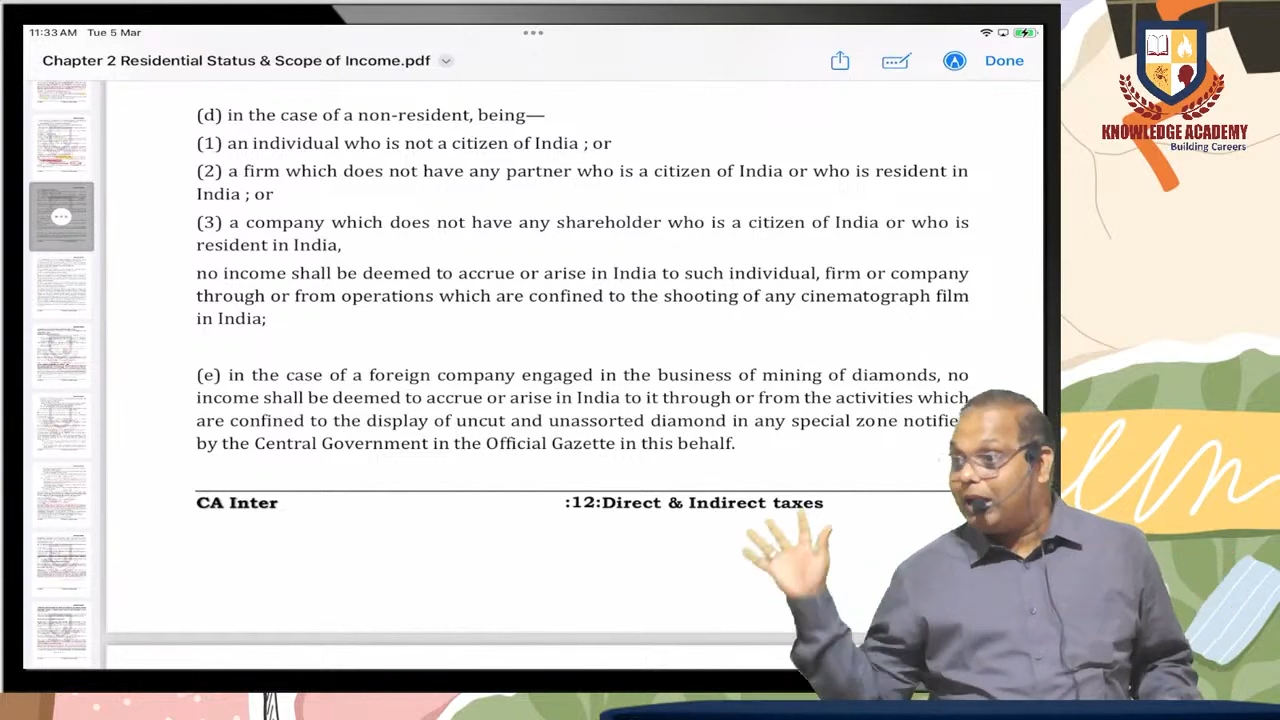 11:33 AM Tue 5 Mar
Chapter 2 Residential Status & Scope of Income.pdf
Done
KNOWLEDGE ACADEMY
Building Careers
(d) in the case of a non-resident, being—
(1) an individual who is not a citizen of India ; or
(2) a firm which does not have any partner who is a citizen of India or who is resident in
India ; or
(3) a company which does not have any shareholder who is a citizen of India or who is
resident in India,
no income shall be deemed to accrue or arise in India to such individual, firm or company
through or from operations which are confined to the shooting of any cinematograph film
in India;
(e) in the case of a foreign company engaged in the business of mining of diamonds, no
income shall be deemed to accrue or arise in India to it through or from the activities which
are confined to the display of uncut and unassorted diamond in any special zone notified
Central Government in the Official Gazette in this behalf.
:12:Direct & Indirect Taxes